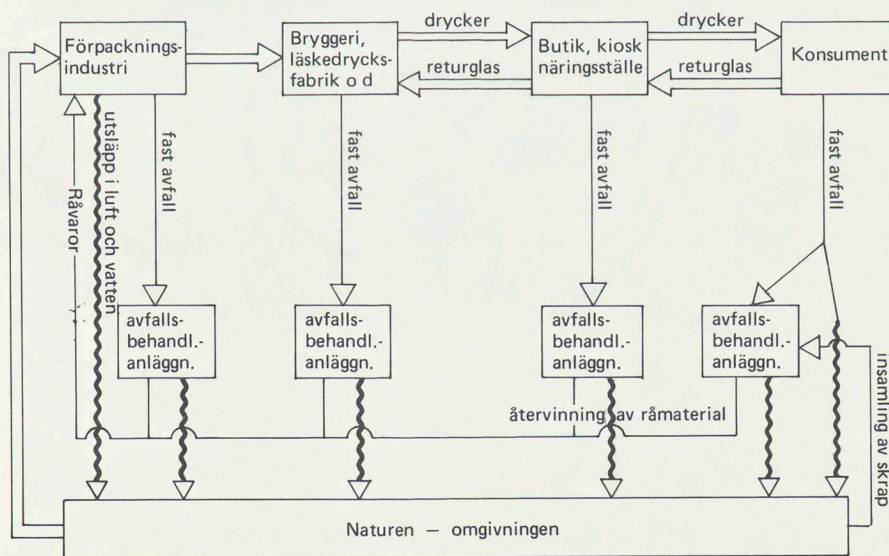 Förpacknings-
industri
Bryggeri,
läskedrycks-
fabrik o d
drycker
returglas
Butik, kiosk
näringsställe
drycker
returglas
Konsument
Råvaror
utsläpp i luft och vatten
fast avfall
fast avfall
fast avfall
fast avfall
avfalls-
behandl.-
anläggn.
avfalls-
behandl.-
anläggn.
avfalls-
behandl.-
anläggn.
avfalls-
behandl.-
anläggn.
återvinning av råmaterial
insamling av skrap
Naturen – omgivningen